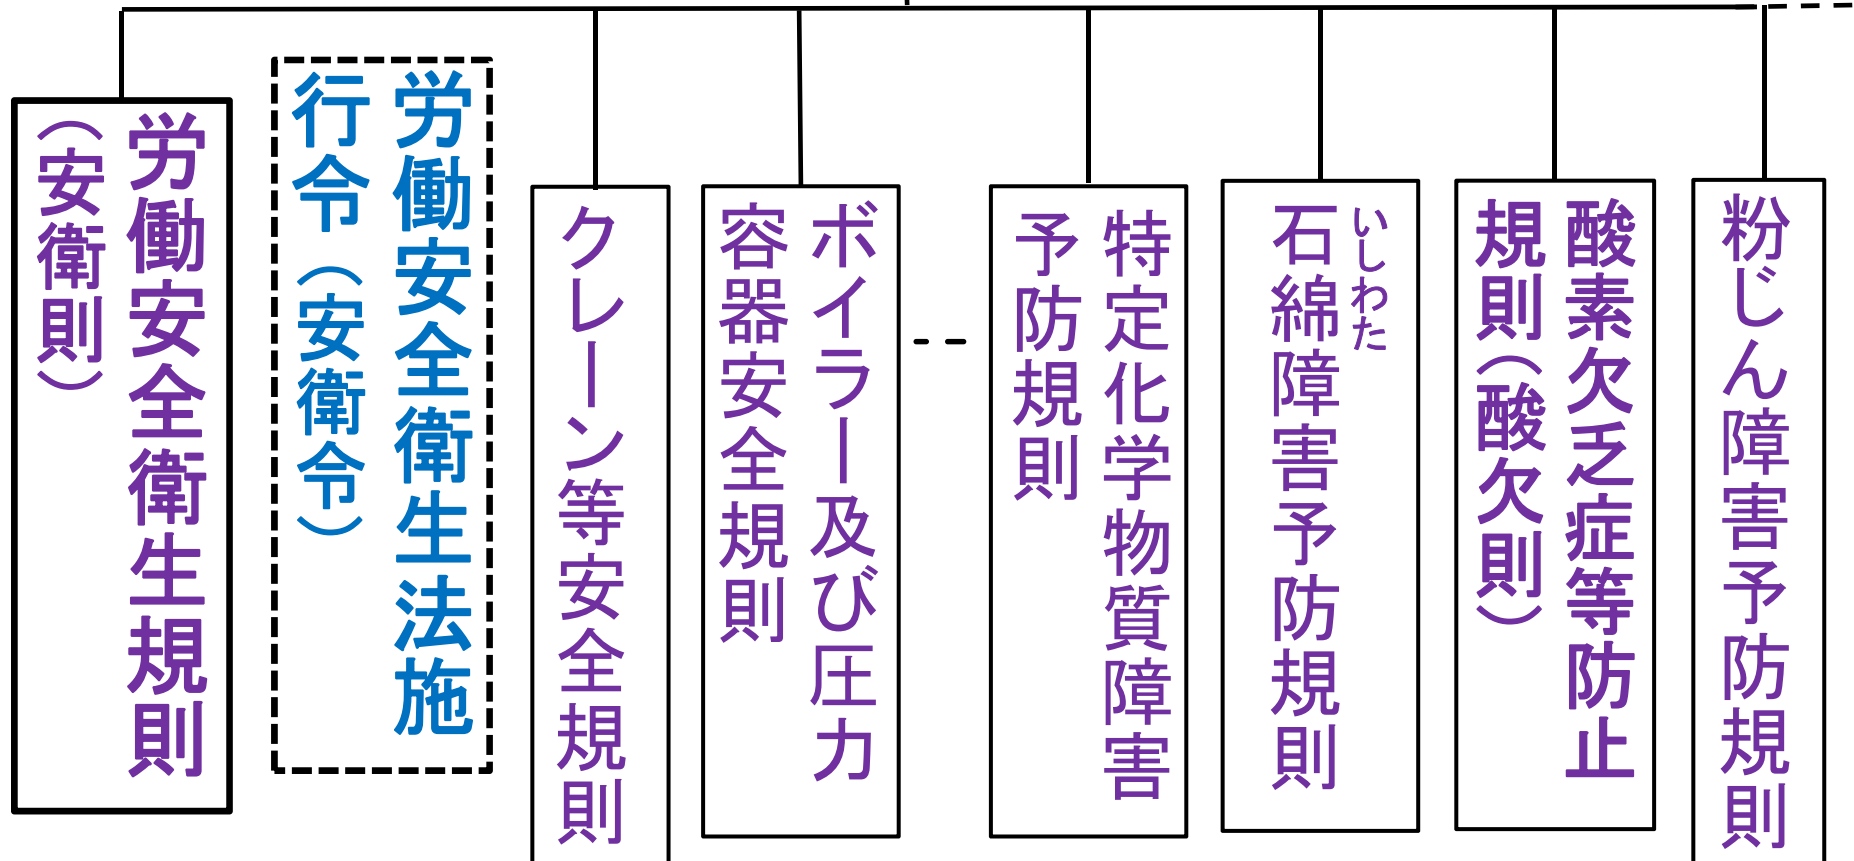 労働安全衛生規則
（安衛則）
労働安全衛生法施
行令（安衛令）
クレーン等安全規則
ボイラー及び圧力
容器安全規則
特定化学物質障害
予防規則
いしわた
石綿障害予防規則
酸素欠乏症等防止
規則（酸欠則）
粉じん障害予防規則